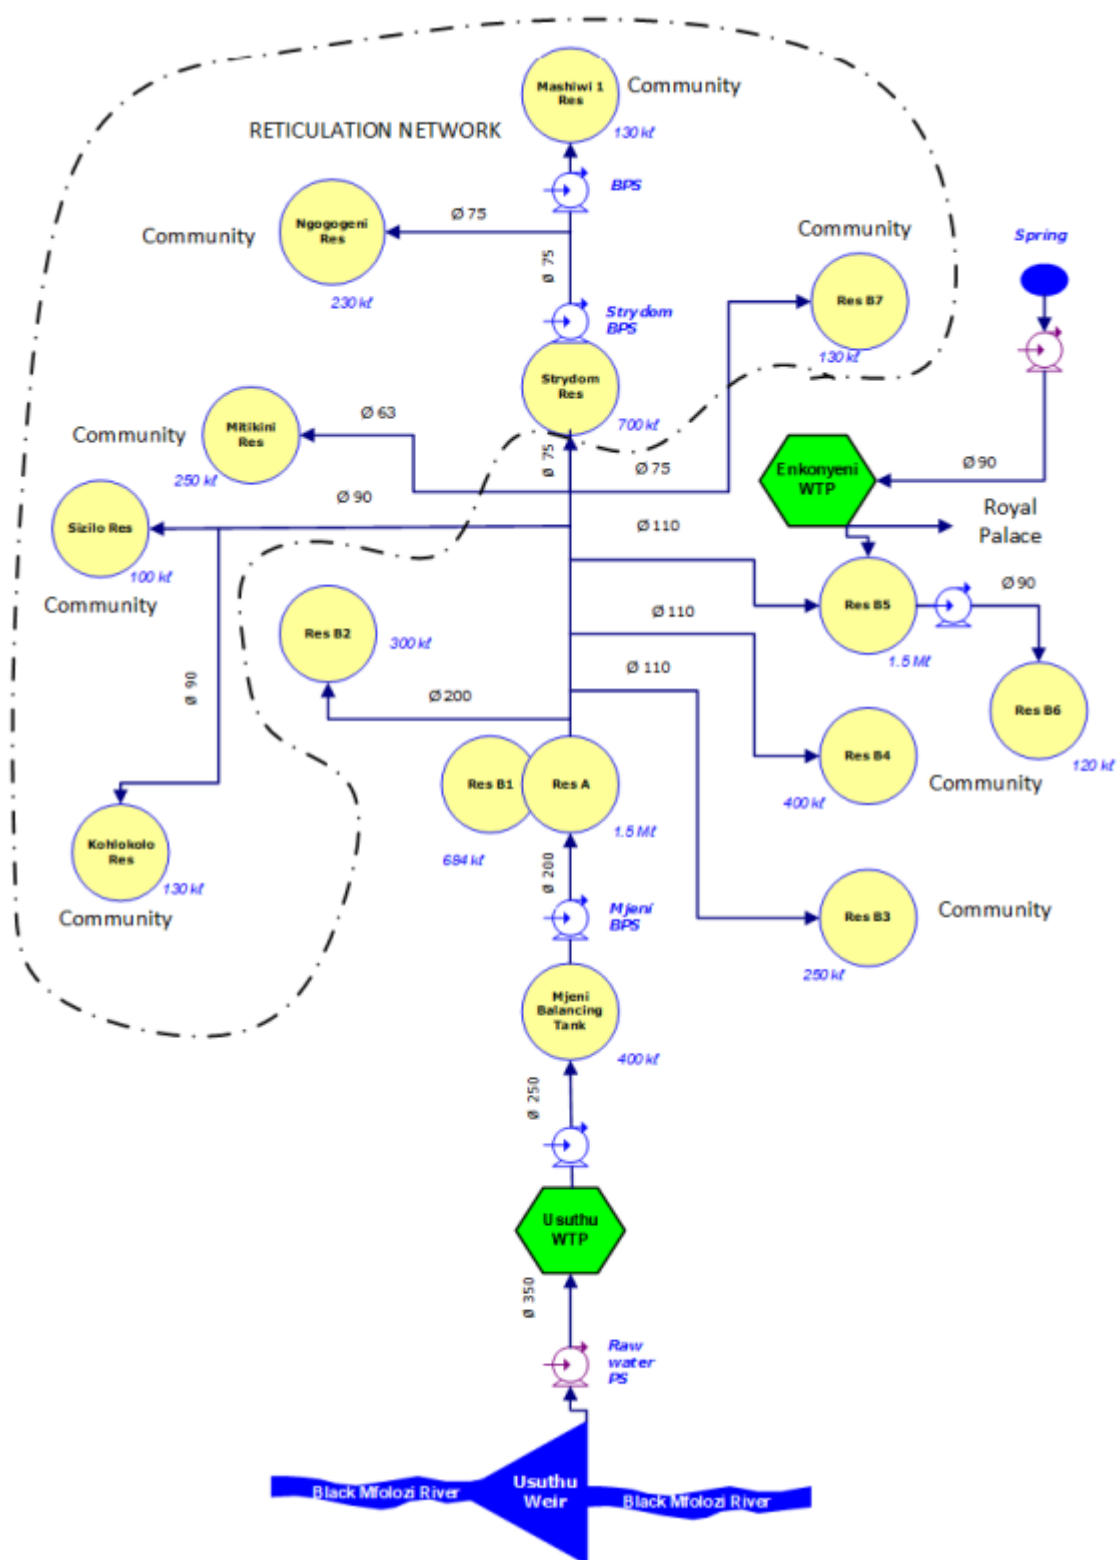 Mashiwi 1
Res
Community
130 kℓ
RETICULATION NETWORK
BPS
Ngogogeni
Res
Community
Ø 75
230 kℓ
Ø 75
Strydom
BPS
Community
Res B7
130 kℓ
Spring
Strydom
Res
700 kℓ
Mitikini
Res
Community
250 kℓ
Ø 63
Ø 75
Ø 75
Enkonyeni
WTP
Ø 90
Royal
Palace
Sizilo Res
100 kℓ
Community
Ø 90
Ø 110
Res B5
1.5 Mℓ
Ø 90
Res B2
300 kℓ
Ø 110
Ø 90
Ø 200
Ø 110
Res B6
120 kℓ
Res B4
400 kℓ
Community
Res B1
684 kℓ
Res A
1.5 Mℓ
Kohlokolo
Res
130 kℓ
Community
Ø 200
Mjeni
BPS
Res B3
250 kℓ
Community
Mjeni
Balancing
Tank
400 kℓ
Ø 250
Usuthu
WTP
Ø 350
Raw
water
PS
Usuthu
Weir
Black Mfolozi River
Black Mfolozi River